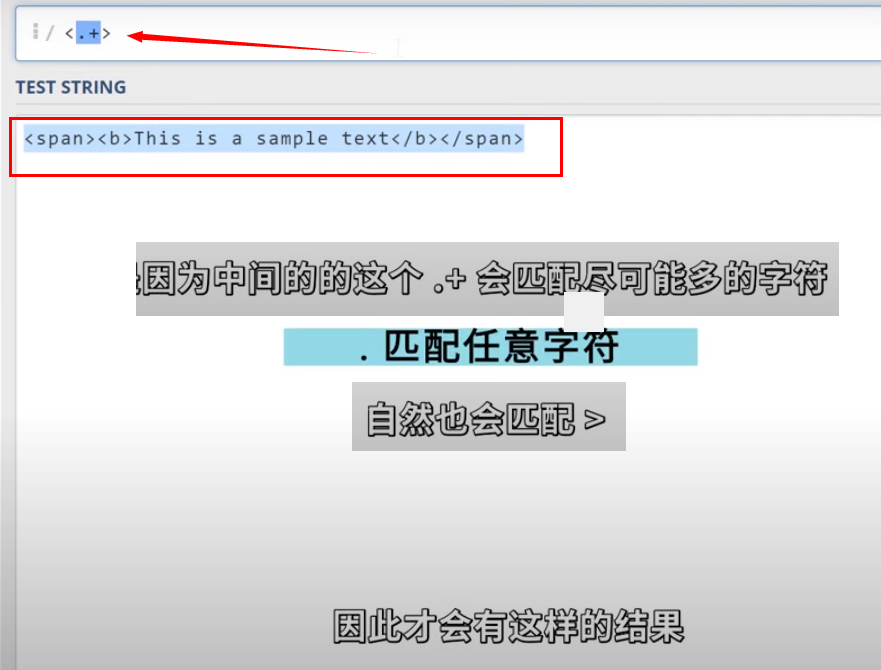 / <.+>
TEST STRING
<span><b>This is a sample text</b></span>
因为中间的的这个 .+ 会匹配尽可能多的字符
. 匹配任意字符
自然也会匹配 >
因此才会有这样的结果